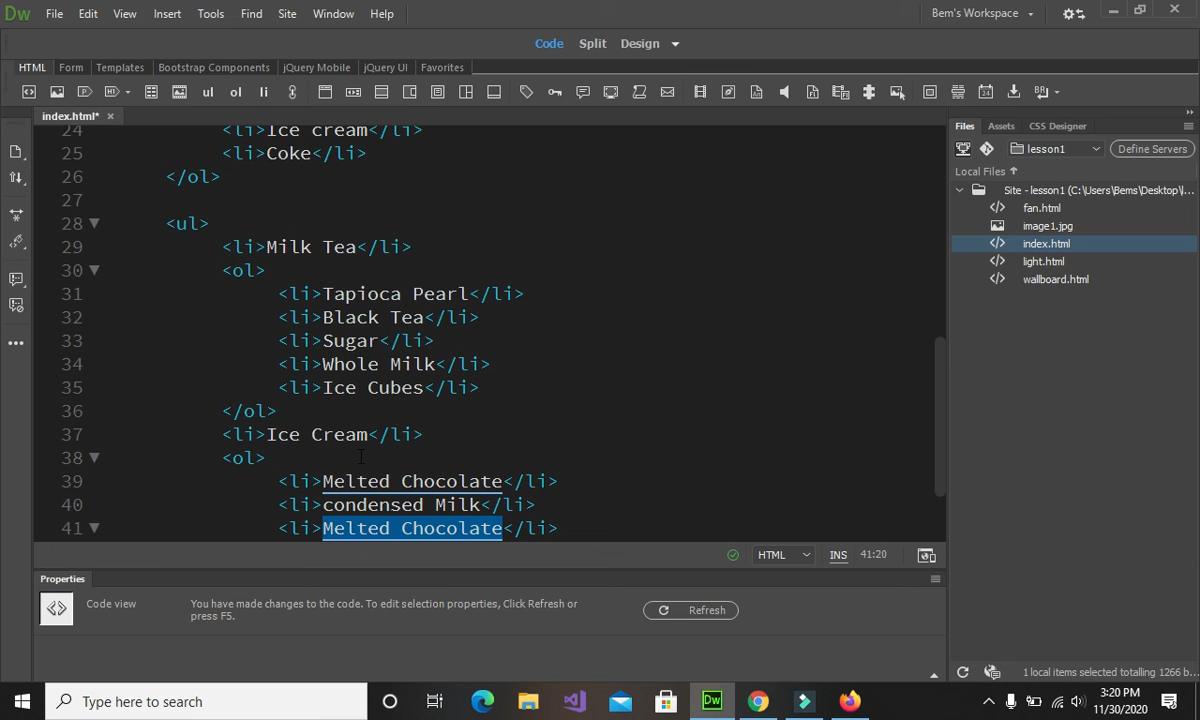 Dw File Edit View Insert Tools Find Site Window Help Bem's Workspace
Code Split Design
HTML Form Templates Bootstrap Components jQuery Mobile jQuery UI Favorites
ul ol li
index.html*
24 <li>Ice cream</li>
25 <li>Coke</li>
26 </ol>
27
28 <ul>
29 <li>Milk Tea</li>
30 <ol>
31 <li>Tapioca Pearl</li>
32 <li>Black Tea</li>
33 <li>Sugar</li>
34 <li>Whole Milk</li>
35 <li>Ice Cubes</li>
36 </ol>
37 <li>Ice Cream</li>
38 <ol>
39 <li>Melted Chocolate</li>
40 <li>condensed Milk</li>
41 <li>Melted Chocolate</li>
HTML INS 41:20
Properties
Code view You have made changes to the code. To edit selection properties, Click Refresh or
press F5.
Refresh
Files Assets CSS Designer
lesson1 Define Servers
Local Files
Site - lesson1 (C:\Users\Bems\Desktop\l...
fan.html
image1.jpg
index.html
light.html
wallboard.html
1 local items selected totalling 1266 b...
Type here to search
Dw
3:20 PM
11/30/2020